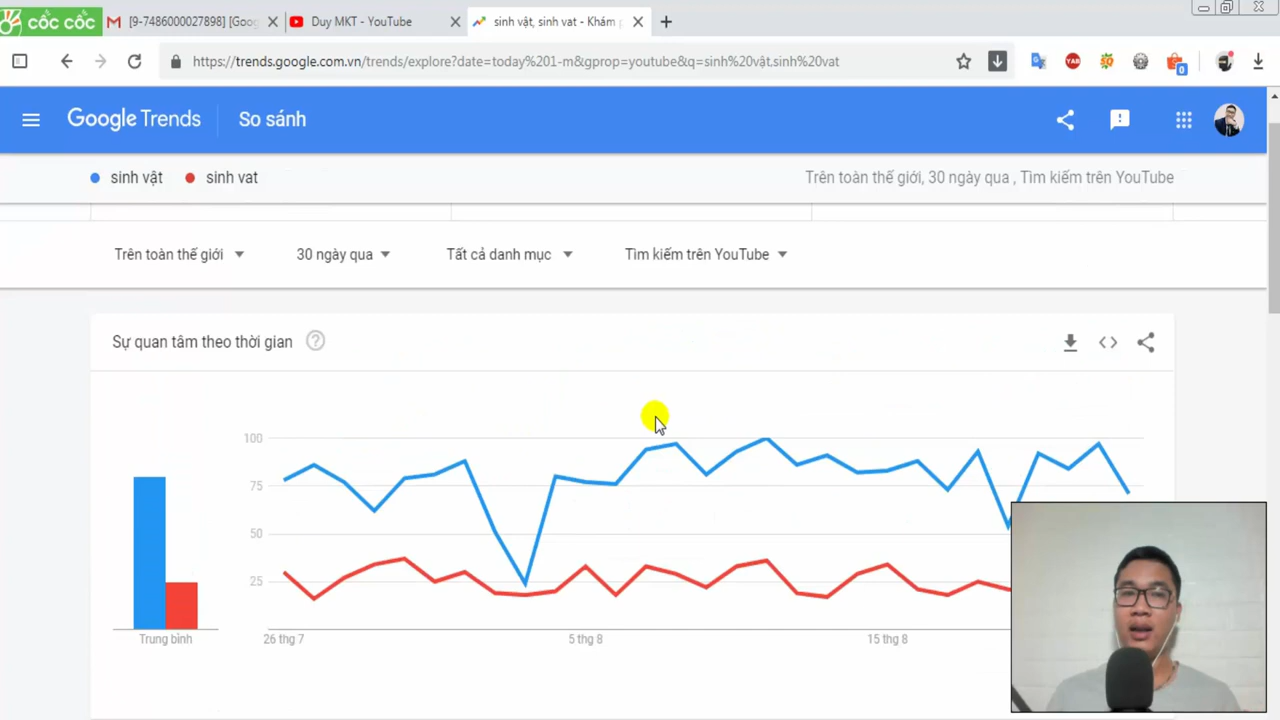 cốc cốc
[9-7486000027898] [Goog
Duy MKT - YouTube
sinh vật, sinh vat - Khám p
https://trends.google.com.vn/trends/explore?date=today%201-m&gprop=youtube&q=sinh%20vật,sinh%20vat
YAB
0
Google Trends
So sánh
sinh vật
sinh vat
Trên toàn thế giới, 30 ngày qua , Tìm kiếm trên YouTube
Trên toàn thế giới
30 ngày qua
Tất cả danh mục
Tìm kiếm trên YouTube
Sự quan tâm theo thời gian
100
75
50
25
Trung bình
26 thg 7
5 thg 8
15 thg 8